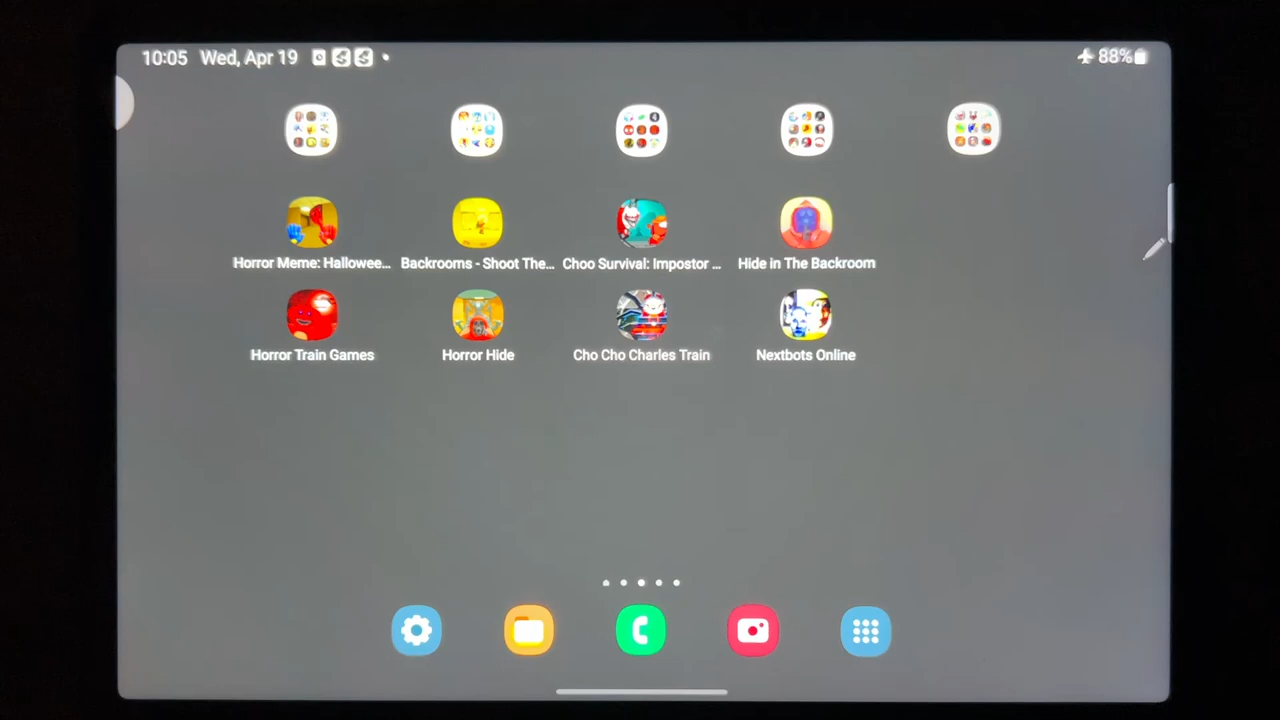 10:05 Wed, Apr 19
88%
Horror Meme: Hallowee... Backrooms - Shoot The... Choo Survival: Impostor ... Hide in The Backroom
Horror Train Games Horror Hide Cho Cho Charles Train Nextbots Online